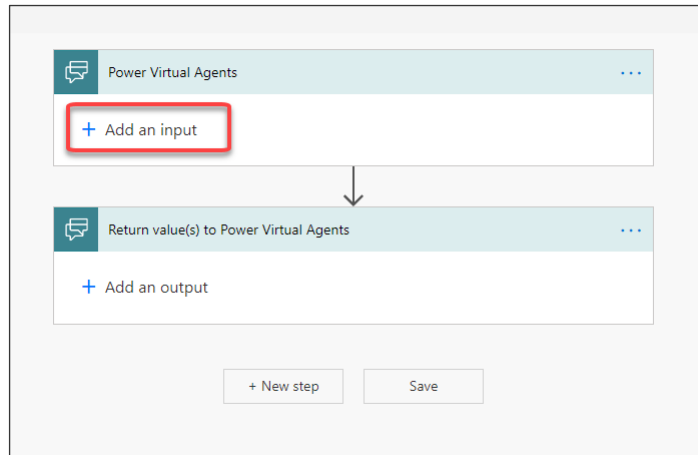 Power Virtual Agents
+ Add an input
Return value(s) to Power Virtual Agents
+ Add an output
+ New step
Save